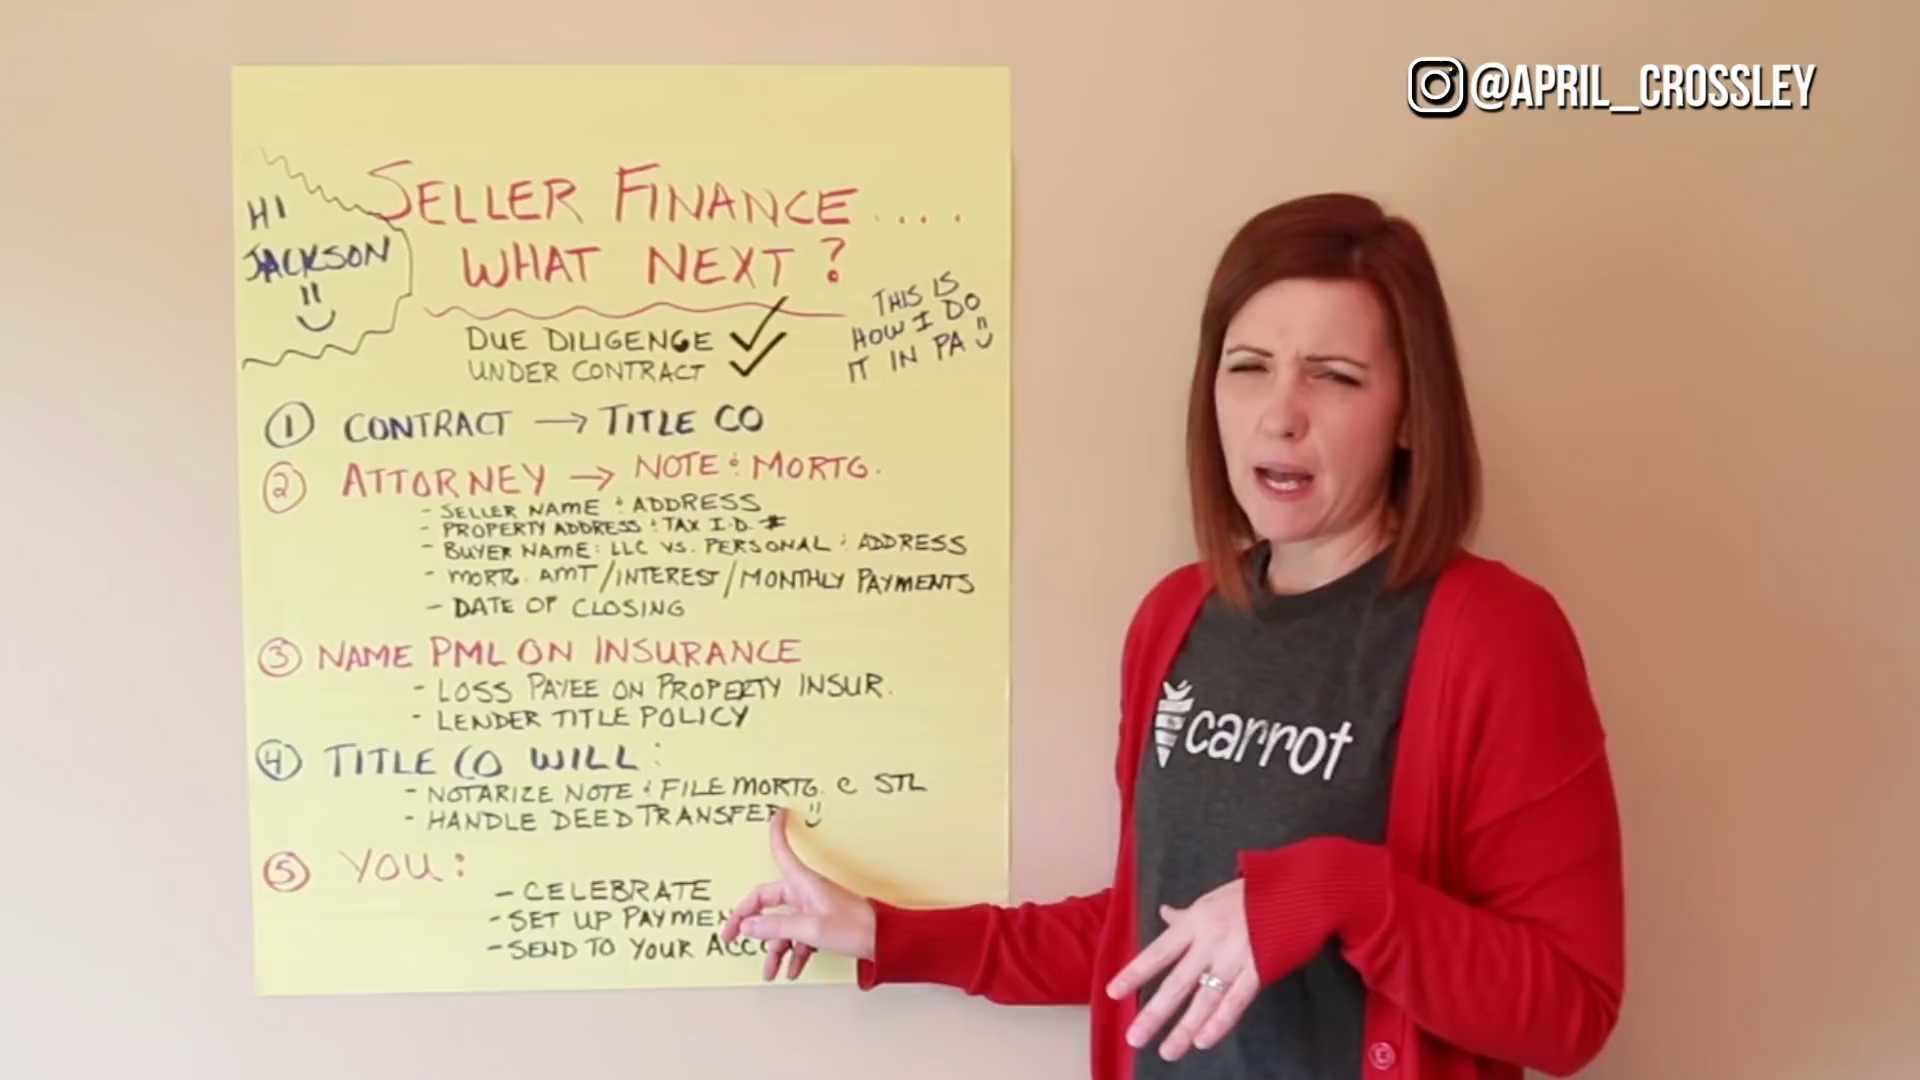 @APRIL_CROSSLEY
HI
JACKSON
SELLER FINANCE....
WHAT NEXT?
THIS IS
HOW I DO
IT IN PA
DUE DILIGENCE
UNDER CONTRACT
1 CONTRACT → TITLE CO
2 ATTORNEY → NOTE & MORTG.
- SELLER NAME & ADDRESS
- PROPERTY ADDRESS & TAX I.D. #
- BUYER NAME: LLC VS. PERSONAL & ADDRESS
- MORTG. AMT/INTEREST/MONTHLY PAYMENTS
- DATE OF CLOSING
3 NAME PML ON INSURANCE
- LOSS PAYEE ON PROPERTY INSUR.
- LENDER TITLE POLICY
4 TITLE CO WILL:
- NOTARIZE NOTE & FILE MORTG. @ STL
- HANDLE DEED TRANSFER
5 YOU:
- CELEBRATE
- SET UP
- SEND TO YOUR
carrot